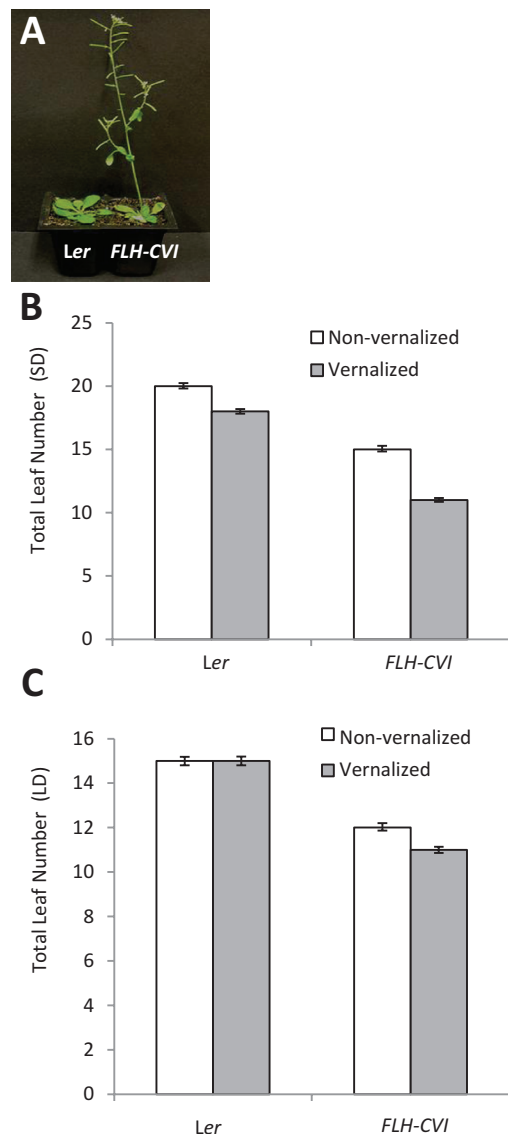 A
Ler FLH-CVI
B
Total Leaf Number (SD)
25
20
15
10
5
0
Non-vernalized
Vernalized
Ler FLH-CVI
C
Total Leaf Number (LD)
16
14
12
10
8
6
4
2
0
Non-vernalized
Vernalized
Ler FLH-CVI